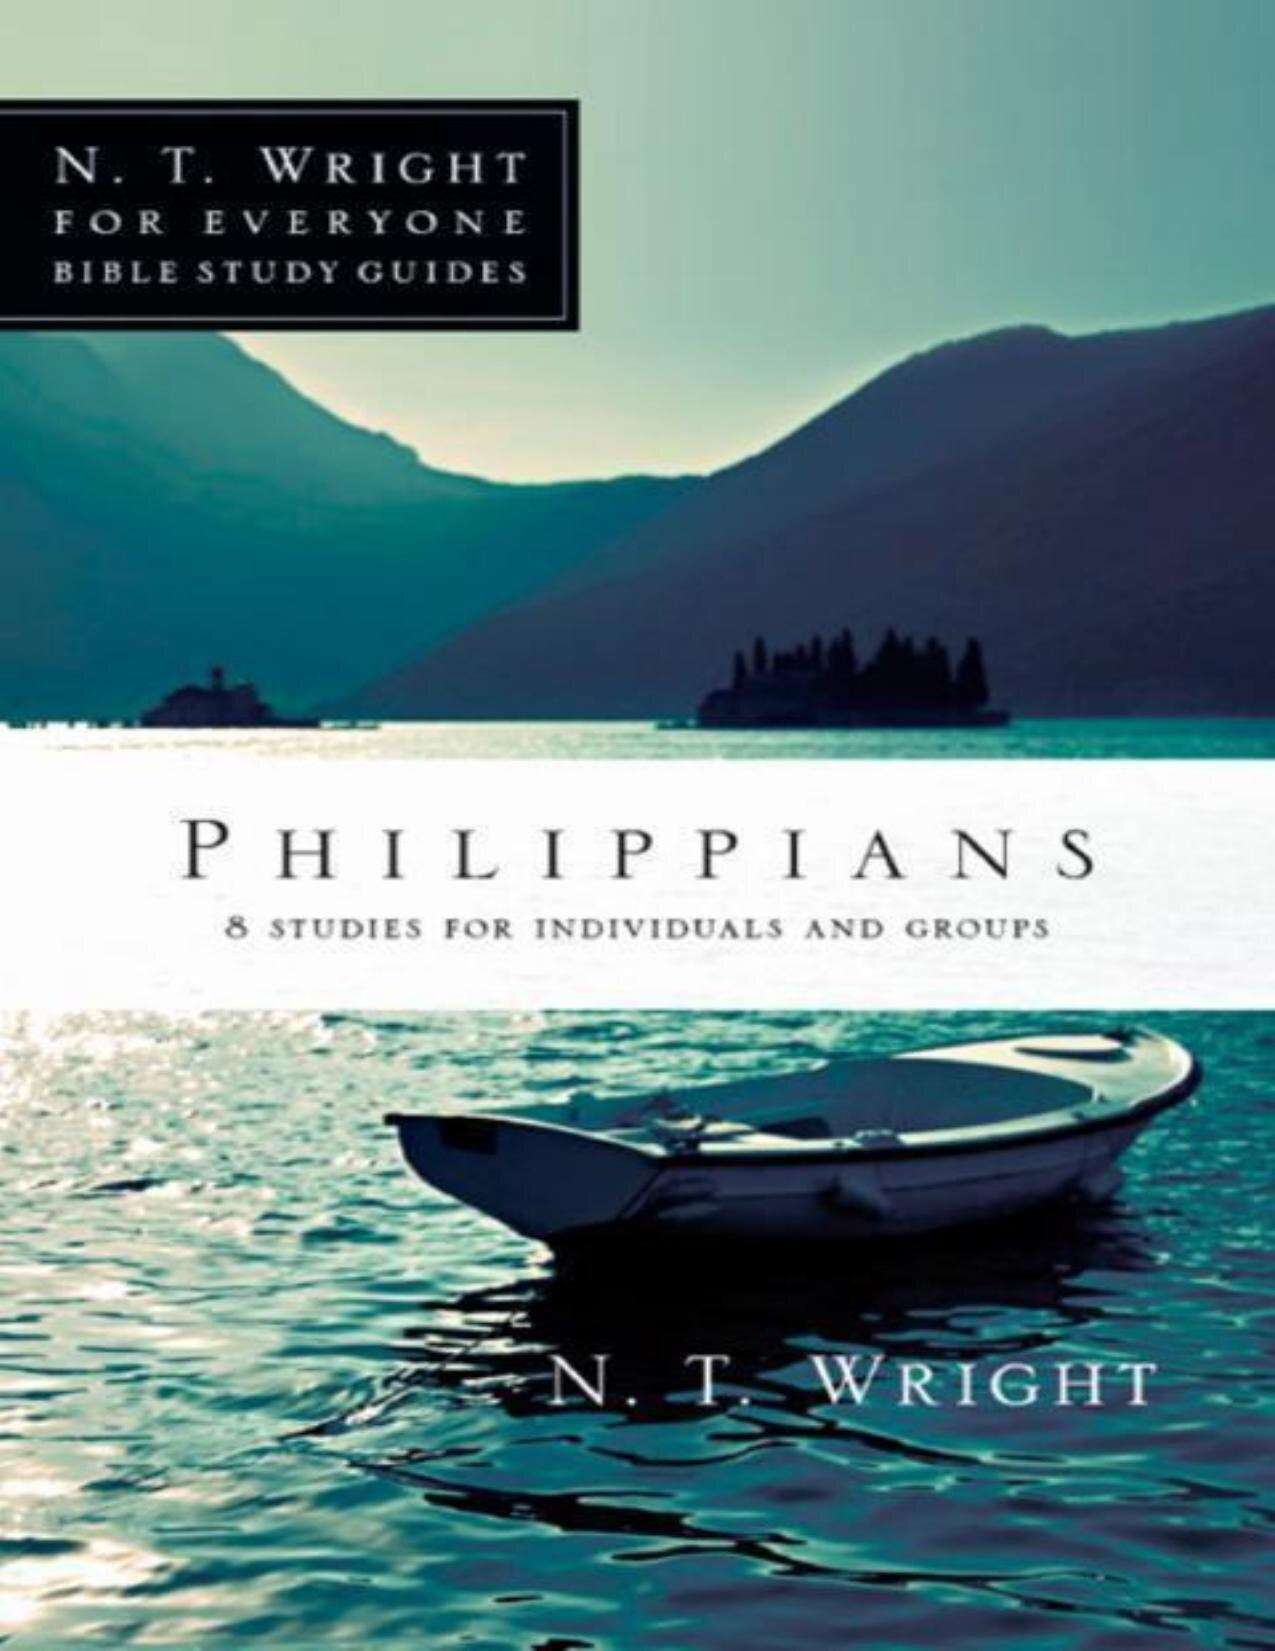 N. T. WRIGHT
FOR EVERYONE
BIBLE STUDY GUIDES
PHILIPPIANS
8 STUDIES FOR INDIVIDUALS AND GROUPS
N. T. WRIGHT